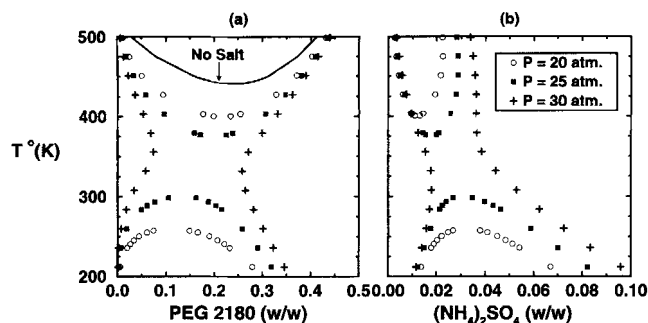 (a)
(b)
500
400
300
200
T °(K)
No Salt
P = 20 atm.
P = 25 atm.
P = 30 atm.
0.0 0.1 0.2 0.3 0.4 0.5
0.00 0.02 0.04 0.06 0.08 0.10
PEG 2180 (w/w)
(NH4)2SO4 (w/w)